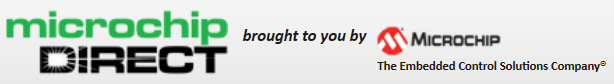 microchip
DIRECT
brought to you by
MICROCHIP
The Embedded Control Solutions Company®